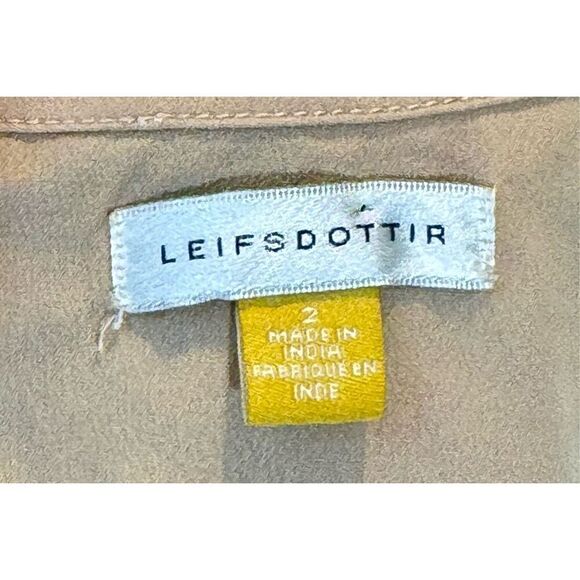 LEIFSDOTTIR
2
MADE IN
INDIA
FABRIQUE EN
INDE